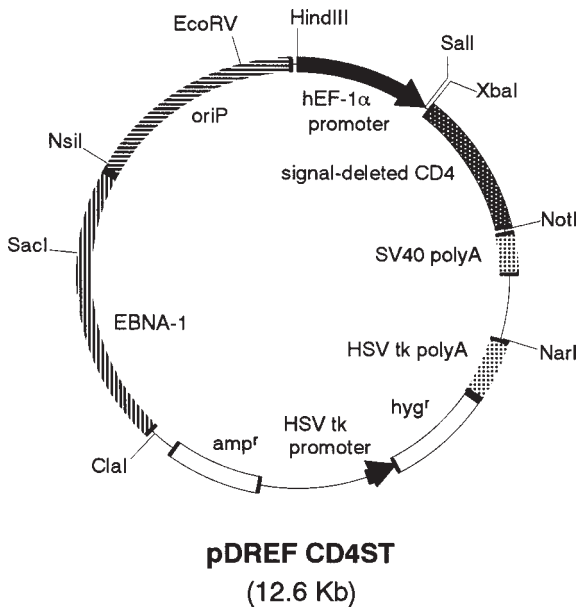 HindIII
EcoRV
SalI
XbaI
hEF-1α
promoter
oriP
NsiI
signal-deleted CD4
NotI
SacI
SV40 polyA
EBNA-1
HSV tk polyA
NarI
hygʳ
HSV tk
promoter
ampʳ
ClaI
pDREF CD4ST
(12.6 Kb)